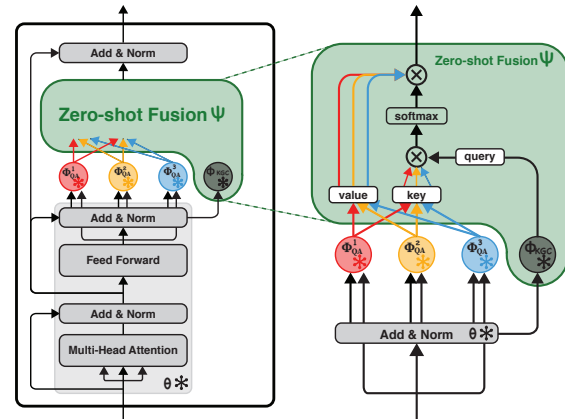 Add & Norm
Zero-shot Fusion Ψ
Φ¹QA
Φ²QA
Φ³QA
ΦKGC
Add & Norm
Feed Forward
Add & Norm
Multi-Head Attention
θ
Zero-shot Fusion Ψ
softmax
query
value
key
Φ¹QA
Φ²QA
Φ³QA
ΦKGC
Add & Norm θ